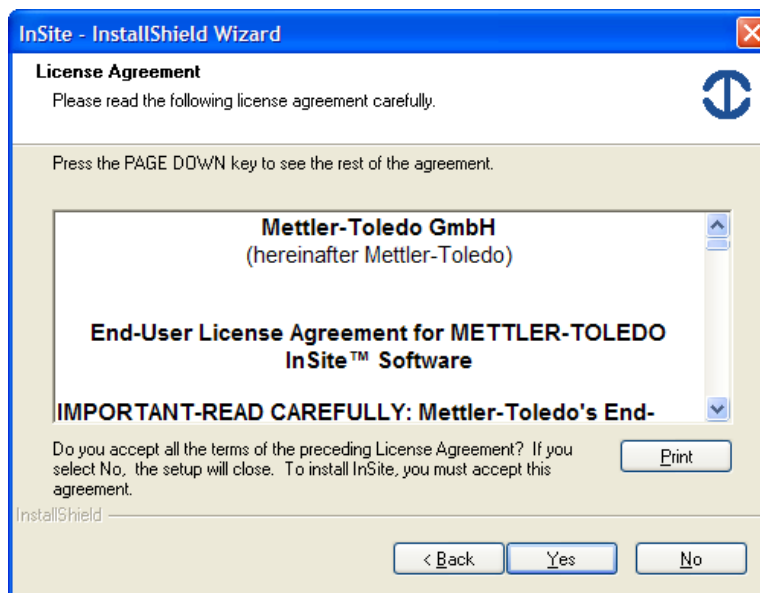 InSite - InstallShield Wizard
License Agreement
Please read the following license agreement carefully.
Press the PAGE DOWN key to see the rest of the agreement.
Mettler-Toledo GmbH
(hereinafter Mettler-Toledo)
End-User License Agreement for METTLER-TOLEDO
InSite™ Software
IMPORTANT-READ CAREFULLY: Mettler-Toledo's End-
Do you accept all the terms of the preceding License Agreement? If you
select No, the setup will close. To install InSite, you must accept this
agreement.
Print
InstallShield
< Back
Yes
No